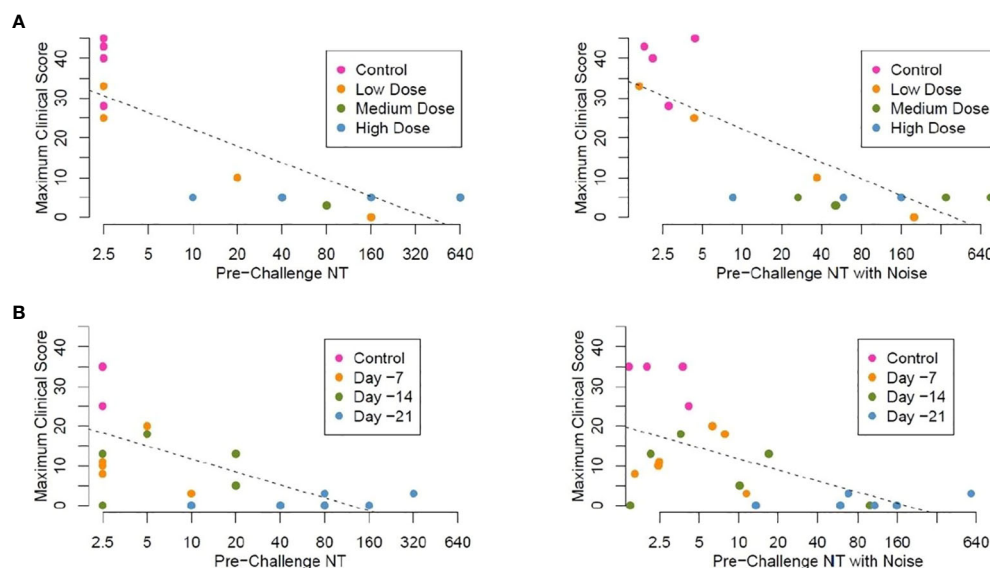 A
Maximum Clinical Score
40
30
20
10
0
2.5 5 10 20 40 80 160 320 640
Pre-Challenge NT
Control
Low Dose
Medium Dose
High Dose
Maximum Clinical Score
40
30
20
10
0
2.5 5 10 20 40 80 160 640
Pre-Challenge NT with Noise
Control
Low Dose
Medium Dose
High Dose
B
Maximum Clinical Score
40
30
20
10
0
2.5 5 10 20 40 80 160 320 640
Pre-Challenge NT
Control
Day -7
Day -14
Day -21
Maximum Clinical Score
40
30
20
10
0
2.5 5 10 20 40 80 160 640
Pre-Challenge NT with Noise
Control
Day -7
Day -14
Day -21